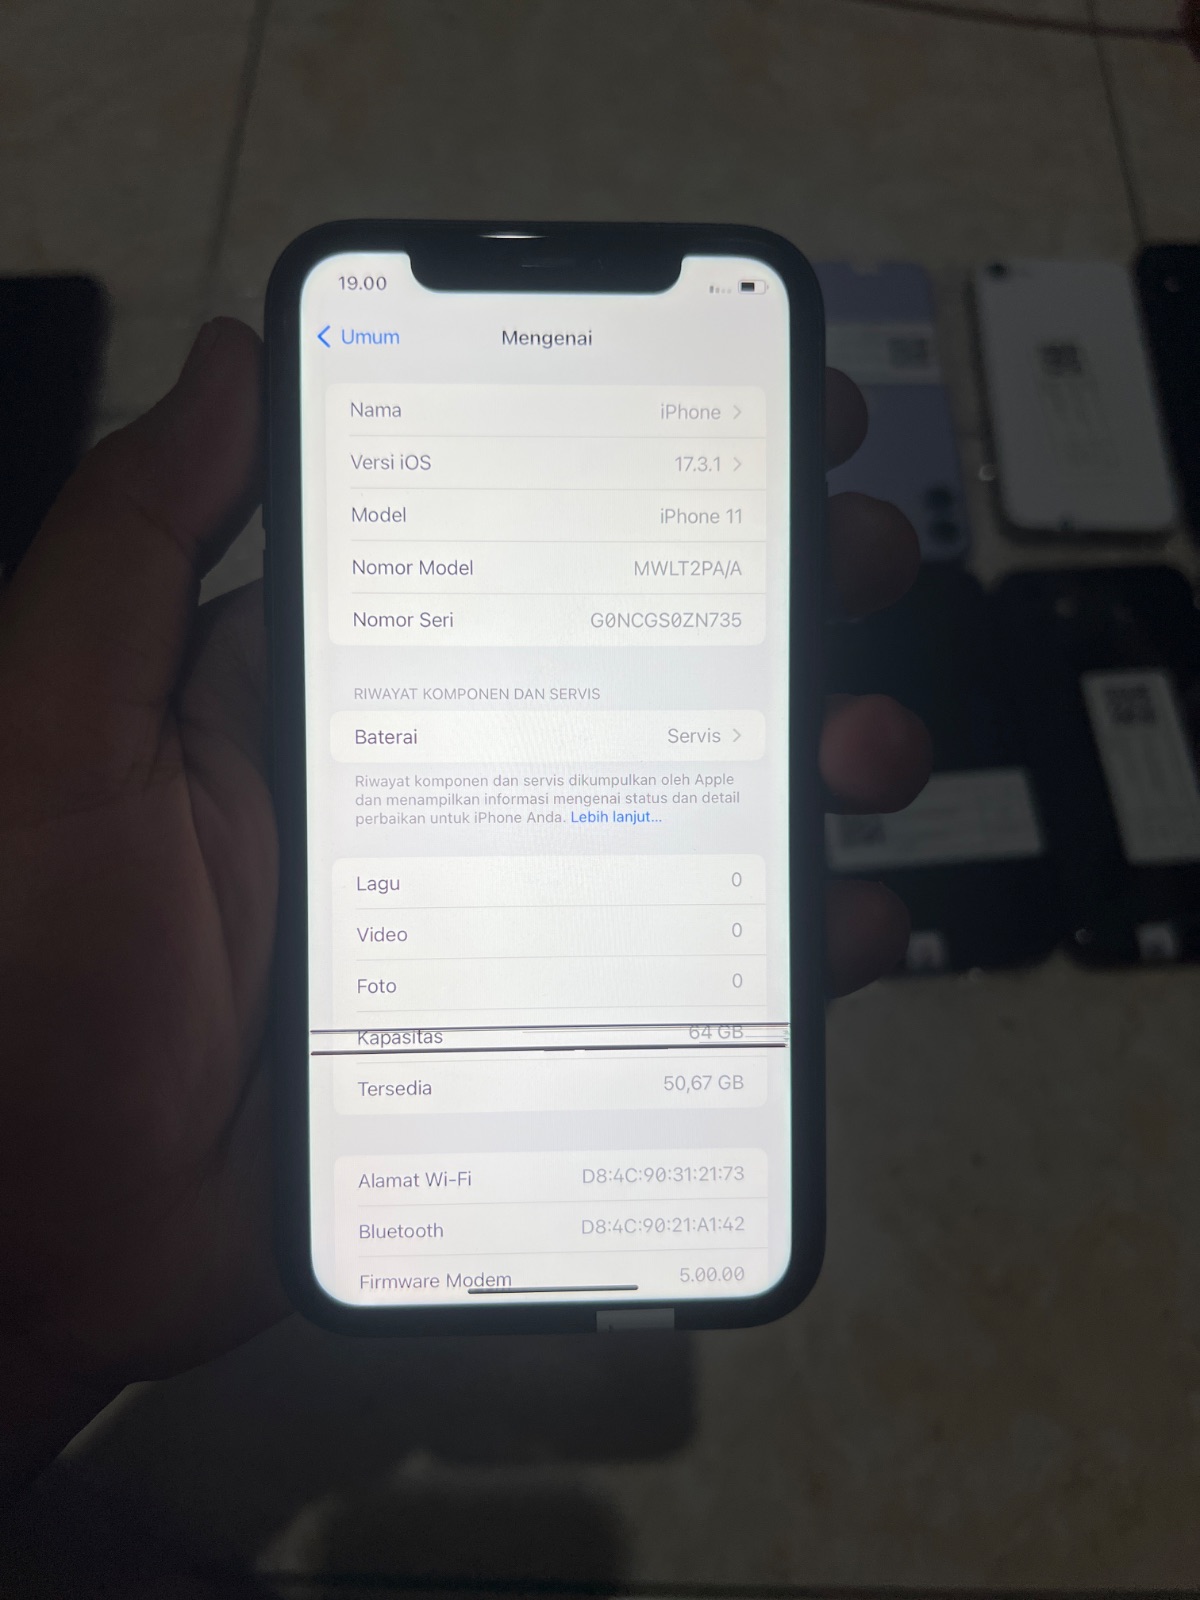 19.00
Umum
Mengenai
Nama iPhone
Versi iOS 17.3.1
Model iPhone 11
Nomor Model MWLT2PA/A
Nomor Seri G0NCGS0ZN735
RIWAYAT KOMPONEN DAN SERVIS
Baterai Servis
Riwayat komponen dan servis dikumpulkan oleh Apple
dan menampilkan informasi mengenai status dan detail
perbaikan untuk iPhone Anda. Lebih lanjut...
Lagu 0
Video 0
Foto 0
Kapasitas 64 GB
Tersedia 50,67 GB
Alamat Wi-Fi D8:4C:90:31:21:73
Bluetooth D8:4C:90:21:A1:42
Firmware Modem 5.00.00